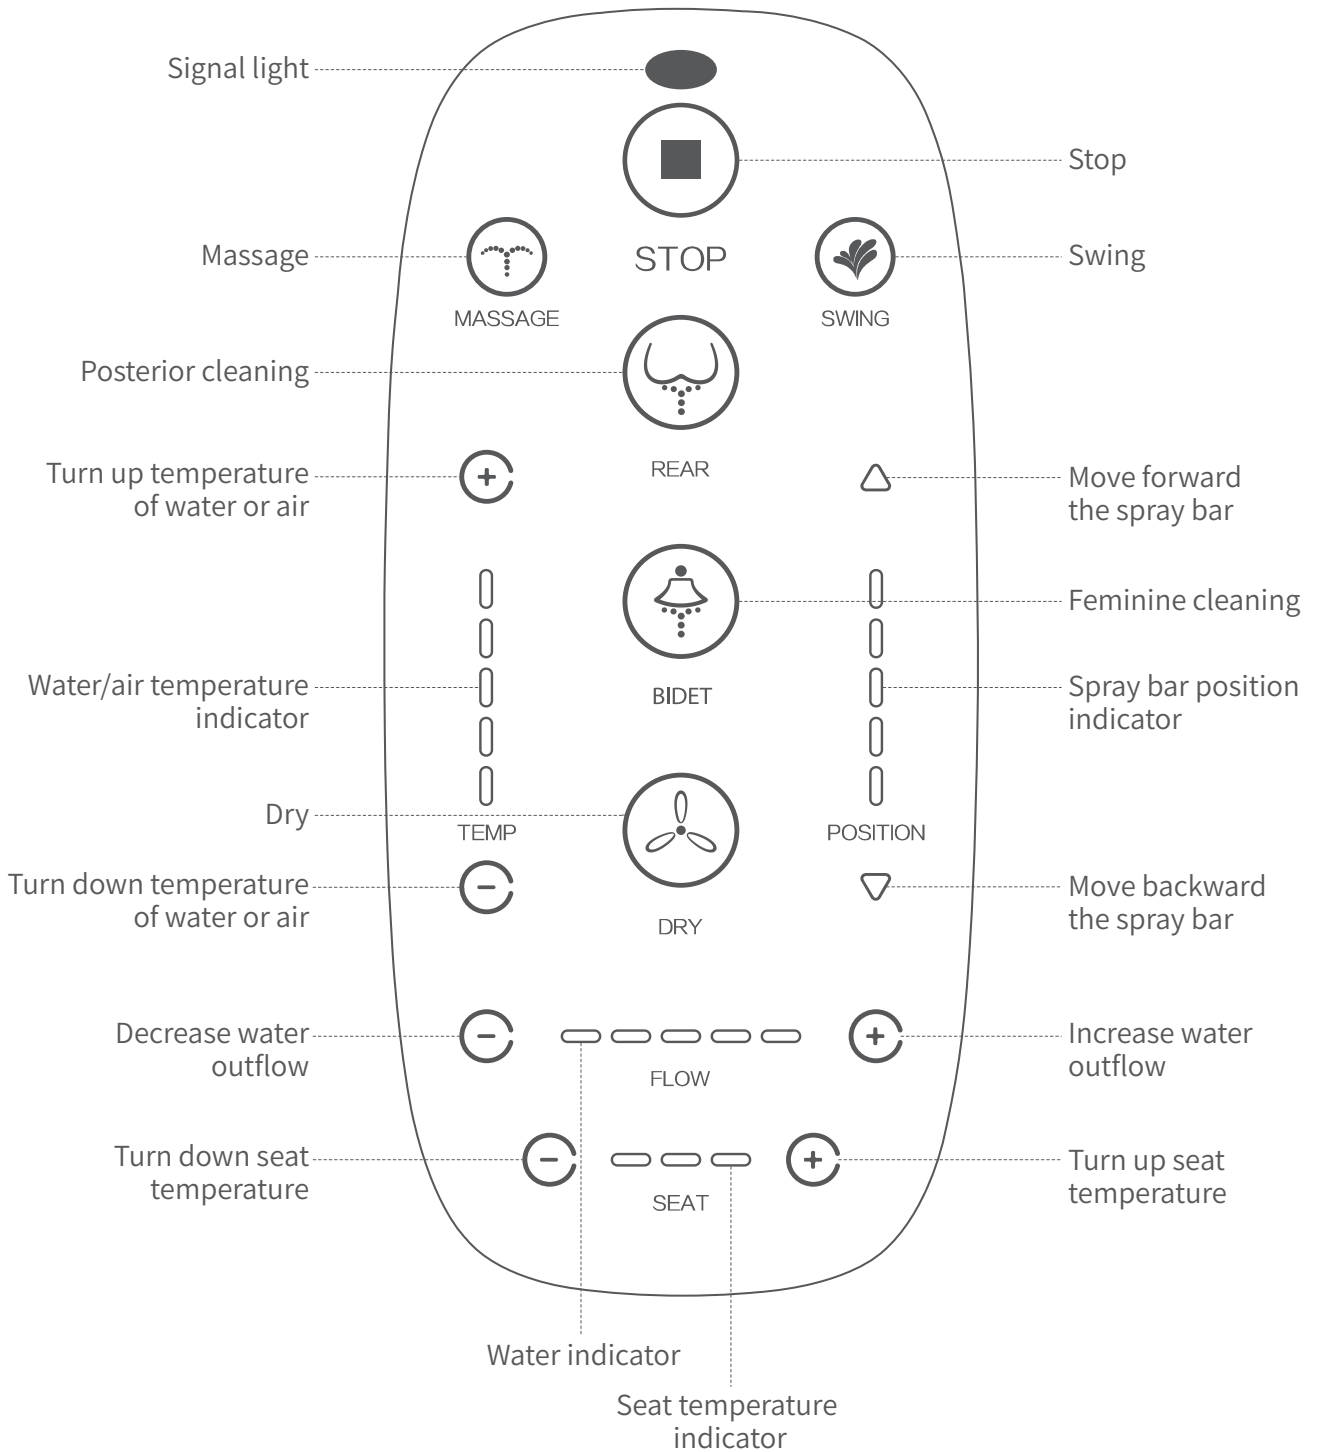 Signal light
Stop
Massage
STOP
Swing
MASSAGE
SWING
Posterior cleaning
Turn up temperature
of water or air
REAR
Move forward
the spray bar
Feminine cleaning
Water/air temperature
indicator
BIDET
Spray bar position
indicator
Dry
TEMP
POSITION
Turn down temperature
of water or air
DRY
Move backward
the spray bar
Decrease water
outflow
FLOW
Increase water
outflow
Turn down seat
temperature
SEAT
Turn up seat
temperature
Water indicator
Seat temperature
indicator